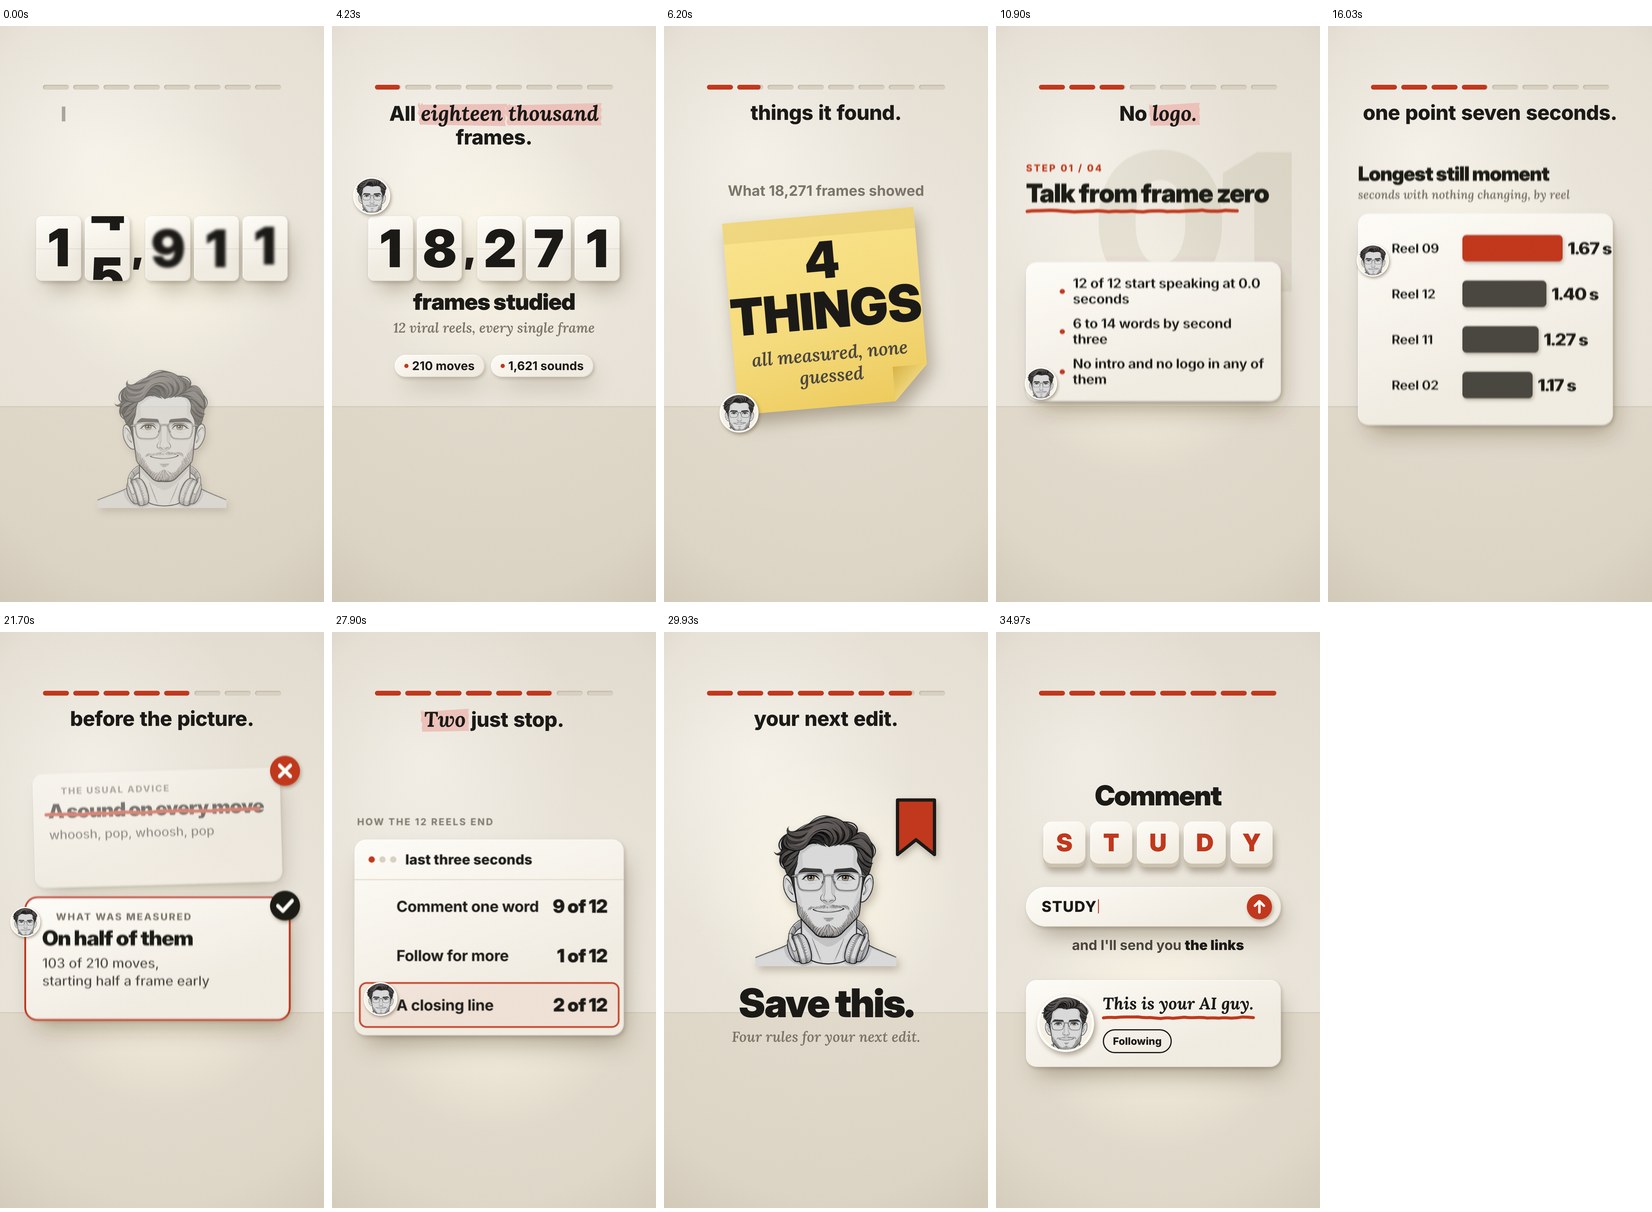 0.00s
I
1
,911
4.23s
All eighteen thousand
frames.
18,271
frames studied
12 viral reels, every single frame
• 210 moves
• 1,621 sounds
6.20s
things it found.
What 18,271 frames showed
4
THINGS
all measured, none
guessed
10.90s
No logo.
01
STEP 01 / 04
Talk from frame zero
• 12 of 12 start speaking at 0.0
seconds
• 6 to 14 words by second
three
• No intro and no logo in any of
them
16.03s
one point seven seconds.
Longest still moment
seconds with nothing changing, by reel
Reel 09 1.67 s
Reel 12 1.40 s
Reel 11 1.27 s
Reel 02 1.17 s
21.70s
before the picture.
THE USUAL ADVICE
A sound on every move
whoosh, pop, whoosh, pop
WHAT WAS MEASURED
On half of them
103 of 210 moves,
starting half a frame early
27.90s
Two just stop.
HOW THE 12 REELS END
last three seconds
Comment one word 9 of 12
Follow for more 1 of 12
A closing line 2 of 12
29.93s
your next edit.
Save this.
Four rules for your next edit.
34.97s
Comment
STUDY
STUDY
and I'll send you the links
This is your AI guy.
Following